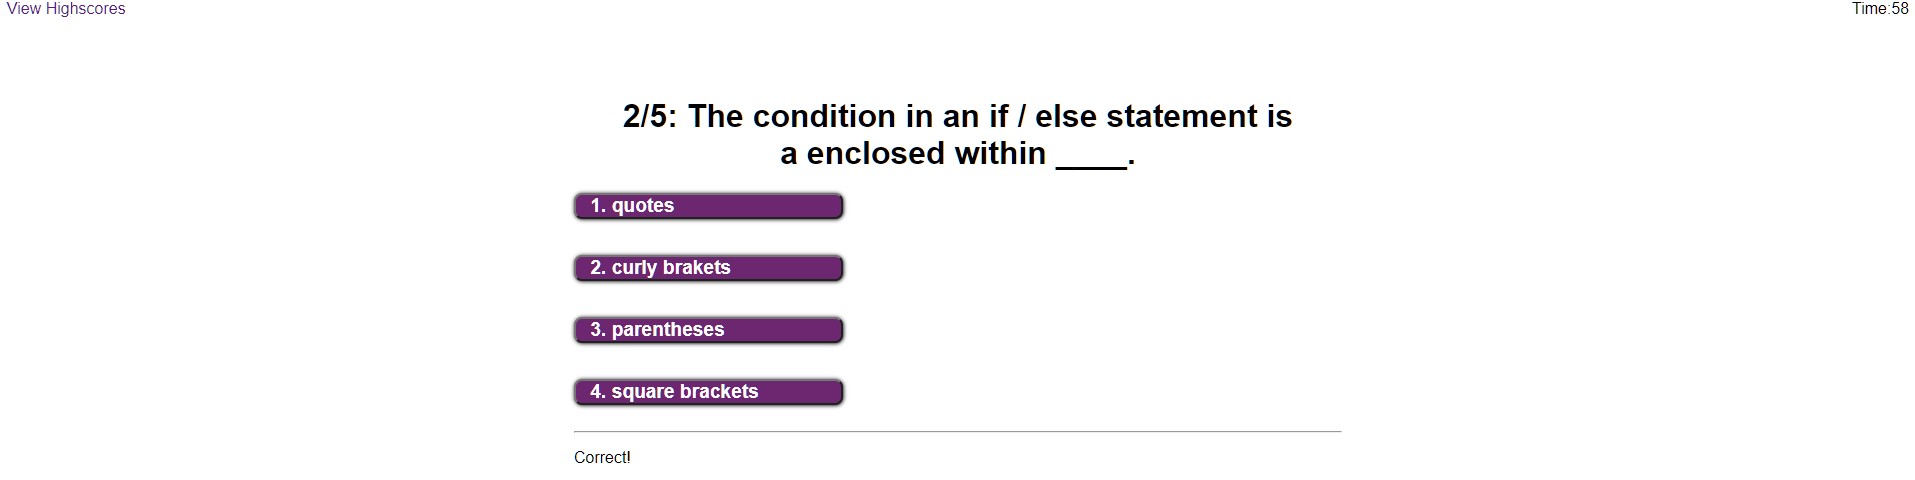 View Highscores
Time:58
2/5: The condition in an if / else statement is
a enclosed within ____.
1. quotes
2. curly brakets
3. parentheses
4. square brackets
Correct!